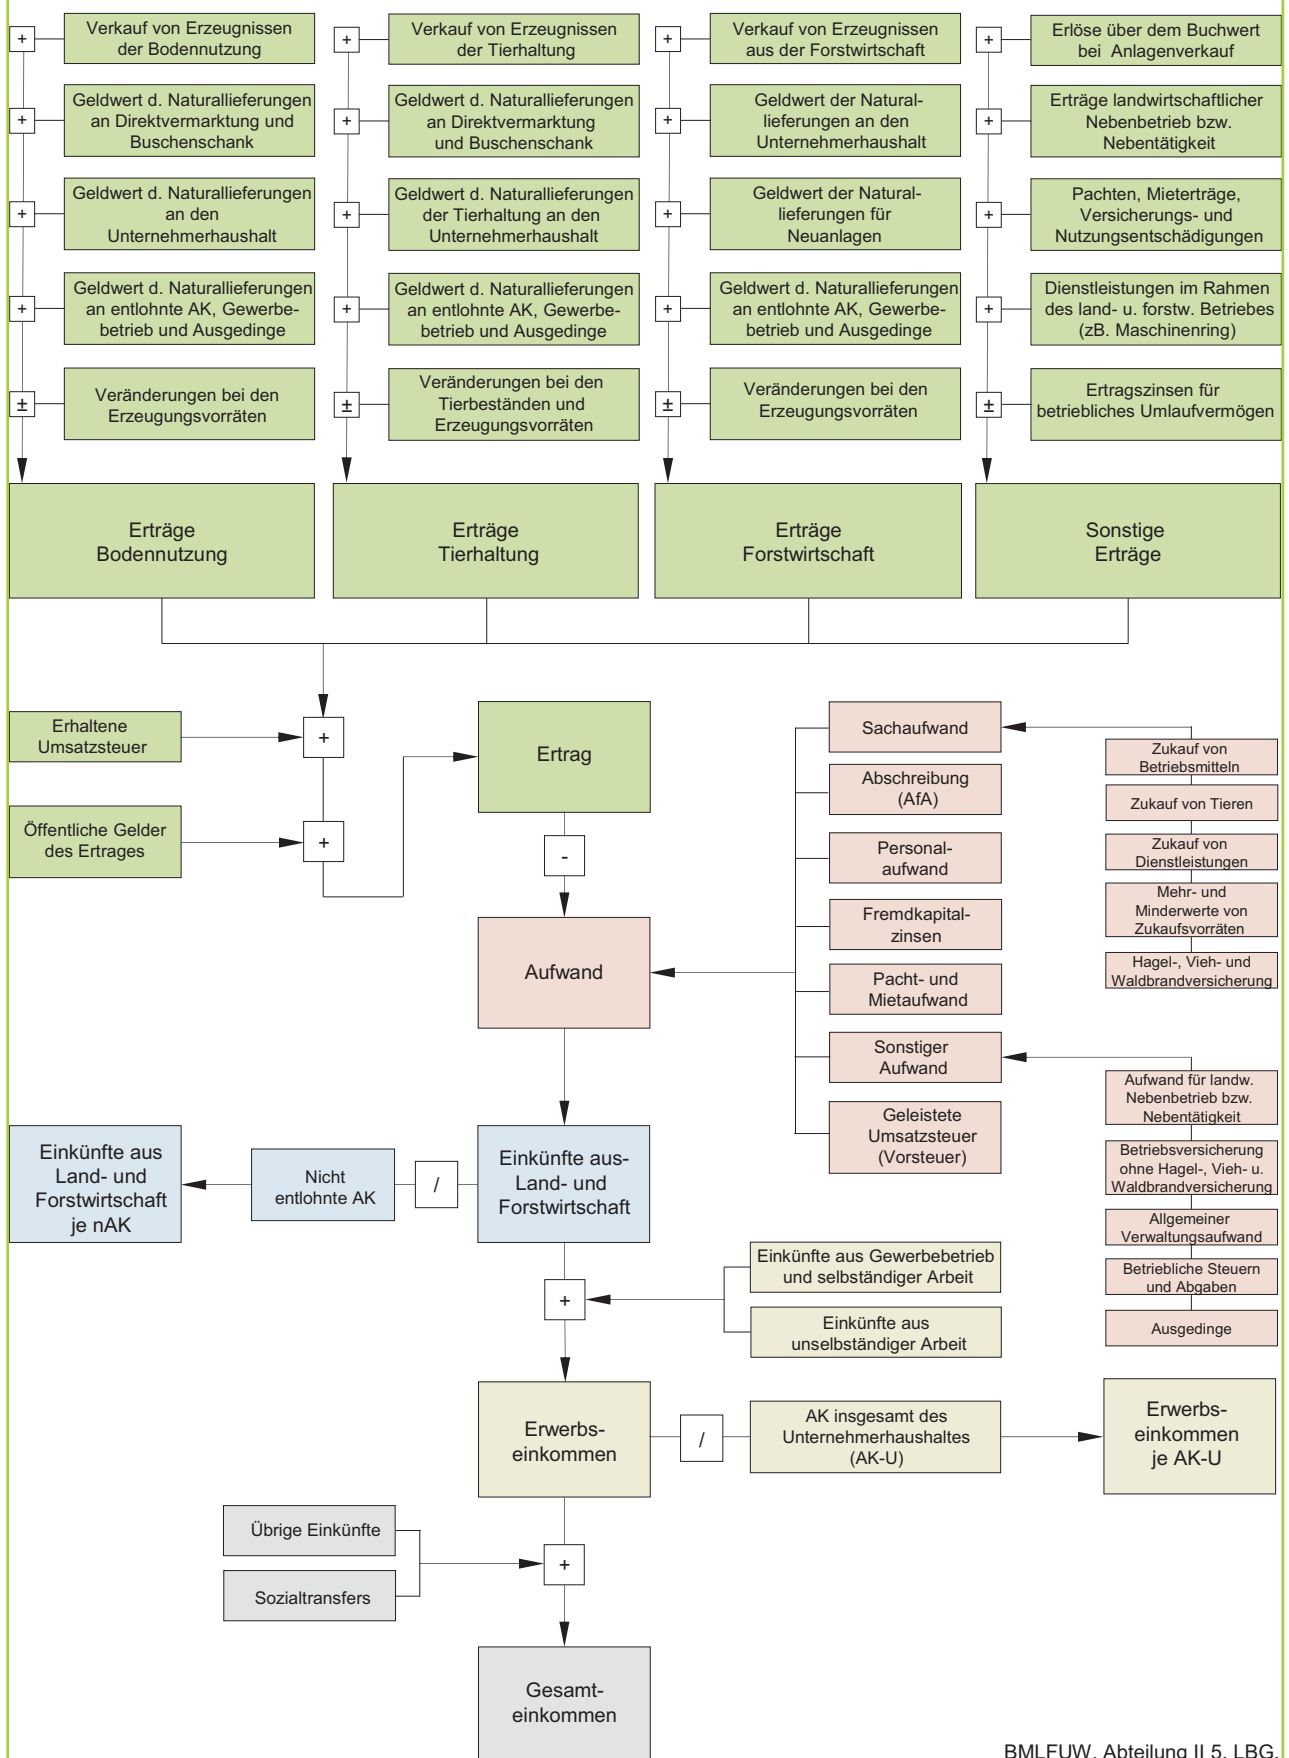 +
Verkauf von Erzeugnissen
der Bodennutzung
+
Geldwert d. Naturallieferungen
an Direktvermarktung und
Buschenschank
+
Geldwert d. Naturallieferungen
an den
Unternehmerhaushalt
+
Geldwert d. Naturallieferungen
an entlohnte AK, Gewerbe-
betrieb und Ausgedinge
±
Veränderungen bei den
Erzeugungsvorräten
Erträge
Bodennutzung
+
Verkauf von Erzeugnissen
der Tierhaltung
+
Geldwert d. Naturallieferungen
an Direktvermarktung
und Buschenschank
+
Geldwert d. Naturallieferungen
der Tierhaltung an den
Unternehmerhaushalt
+
Geldwert d. Naturallieferungen
an entlohnte AK, Gewerbe-
betrieb und Ausgedinge
±
Veränderungen bei den
Tierbeständen und
Erzeugungsvorräten
Erträge
Tierhaltung
+
Verkauf von Erzeugnissen
aus der Forstwirtschaft
+
Geldwert der Natural-
lieferungen an den
Unternehmerhaushalt
+
Geldwert der Natural-
lieferungen für
Neuanlagen
+
Geldwert d. Naturallieferungen
an entlohnte AK, Gewerbe-
betrieb und Ausgedinge
±
Veränderungen bei den
Erzeugungsvorräten
Erträge
Forstwirtschaft
+
Erlöse über dem Buchwert
bei Anlagenverkauf
+
Erträge landwirtschaftlicher
Nebenbetrieb bzw.
Nebentätigkeit
+
Pachten, Mieterträge,
Versicherungs- und
Nutzungsentschädigungen
+
Dienstleistungen im Rahmen
des land- u. forstw. Betriebes
(zB. Maschinenring)
±
Ertragszinsen für
betriebliches Umlaufvermögen
Sonstige
Erträge
Erhaltene
Umsatzsteuer
+
Öffentliche Gelder
des Ertrages
+
Ertrag
-
Aufwand
Sachaufwand
Abschreibung
(AfA)
Personal-
aufwand
Fremdkapital-
zinsen
Pacht- und
Mietaufwand
Sonstiger
Aufwand
Geleistete
Umsatzsteuer
(Vorsteuer)
Zukauf von
Betriebsmitteln
Zukauf von Tieren
Zukauf von
Dienstleistungen
Mehr- und
Minderwerte von
Zukaufsvorräten
Hagel-, Vieh- und
Waldbrandversicherung
Aufwand für landw.
Nebenbetrieb bzw.
Nebentätigkeit
Betriebsversicherung
ohne Hagel-, Vieh- u.
Waldbrandversicherung
Allgemeiner
Verwaltungsaufwand
Betriebliche Steuern
und Abgaben
Ausgedinge
Einkünfte aus
Land- und
Forstwirtschaft
je nAK
Nicht
entlohnte AK
/
Einkünfte aus-
Land- und
Forstwirtschaft
+
Einkünfte aus Gewerbebetrieb
und selbständiger Arbeit
Einkünfte aus
unselbständiger Arbeit
Erwerbs-
einkommen
/
AK insgesamt des
Unternehmerhaushaltes
(AK-U)
Erwerbs-
einkommen
je AK-U
Übrige Einkünfte
Sozialtransfers
+
Gesamt-
einkommen
BMLFUW, Abteilung II 5, LBG.